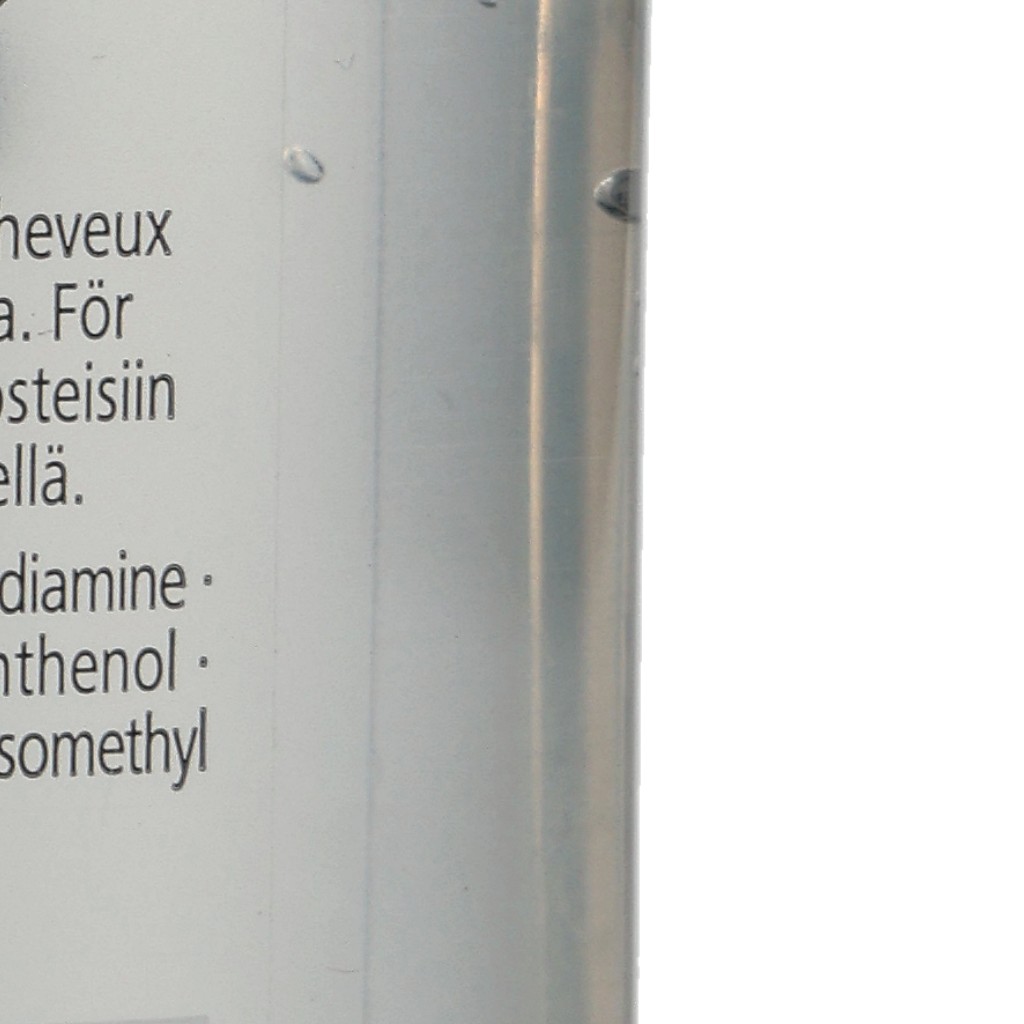 heveux
a. För
osteisiin
ellä.
diamine ·
nthenol ·
somethyl